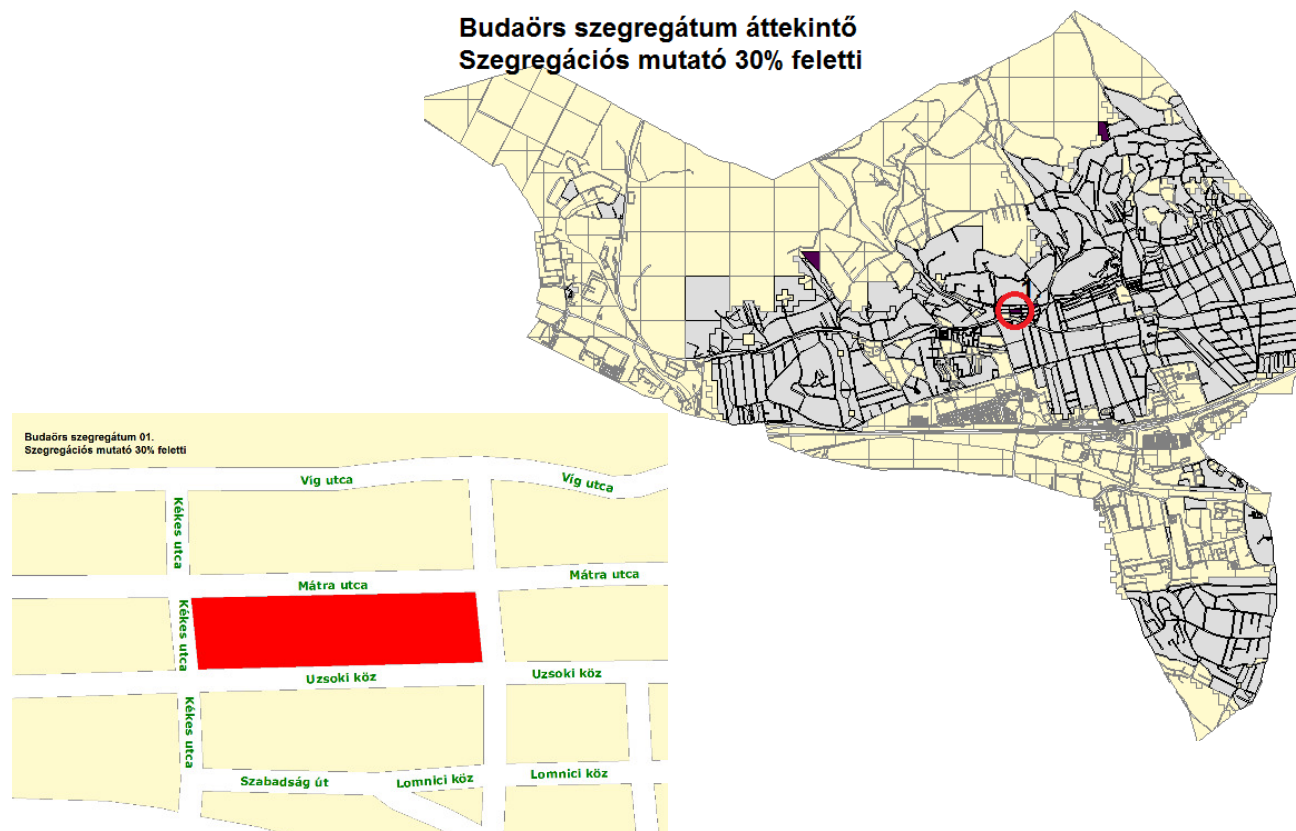 Budaörs szegregátum áttekintő
Szegregációs mutató 30% feletti
Budaörs szegregátum 01.
Szegregációs mutató 30% feletti
Víg utca
Víg utca
Kékes utca
Mátra utca
Mátra utca
Kékes utca
Uzsoki köz
Uzsoki köz
Kékes utca
Szabadság út
Lomnici köz
Lomnici köz